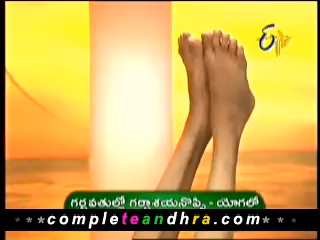 గర్భవతుల్లో గర్భాశయనొప్పి - యోగలో
***completeandhra.com***